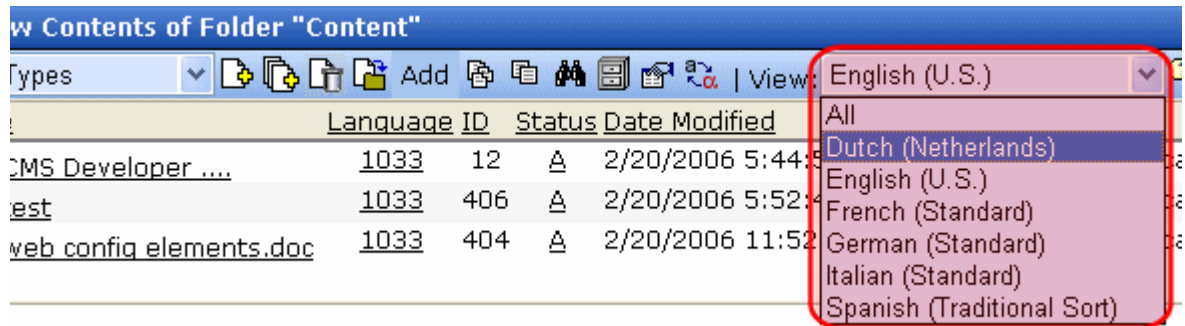 w Contents of Folder "Content"
Types Add | View: English (U.S.)
Language ID Status Date Modified
All
CMS Developer .... 1033 12 A 2/20/2006 5:44:5
Dutch (Netherlands)
English (U.S.)
est 1033 406 A 2/20/2006 5:52:4
French (Standard)
web config elements.doc 1033 404 A 2/20/2006 11:52
German (Standard)
Italian (Standard)
Spanish (Traditional Sort)